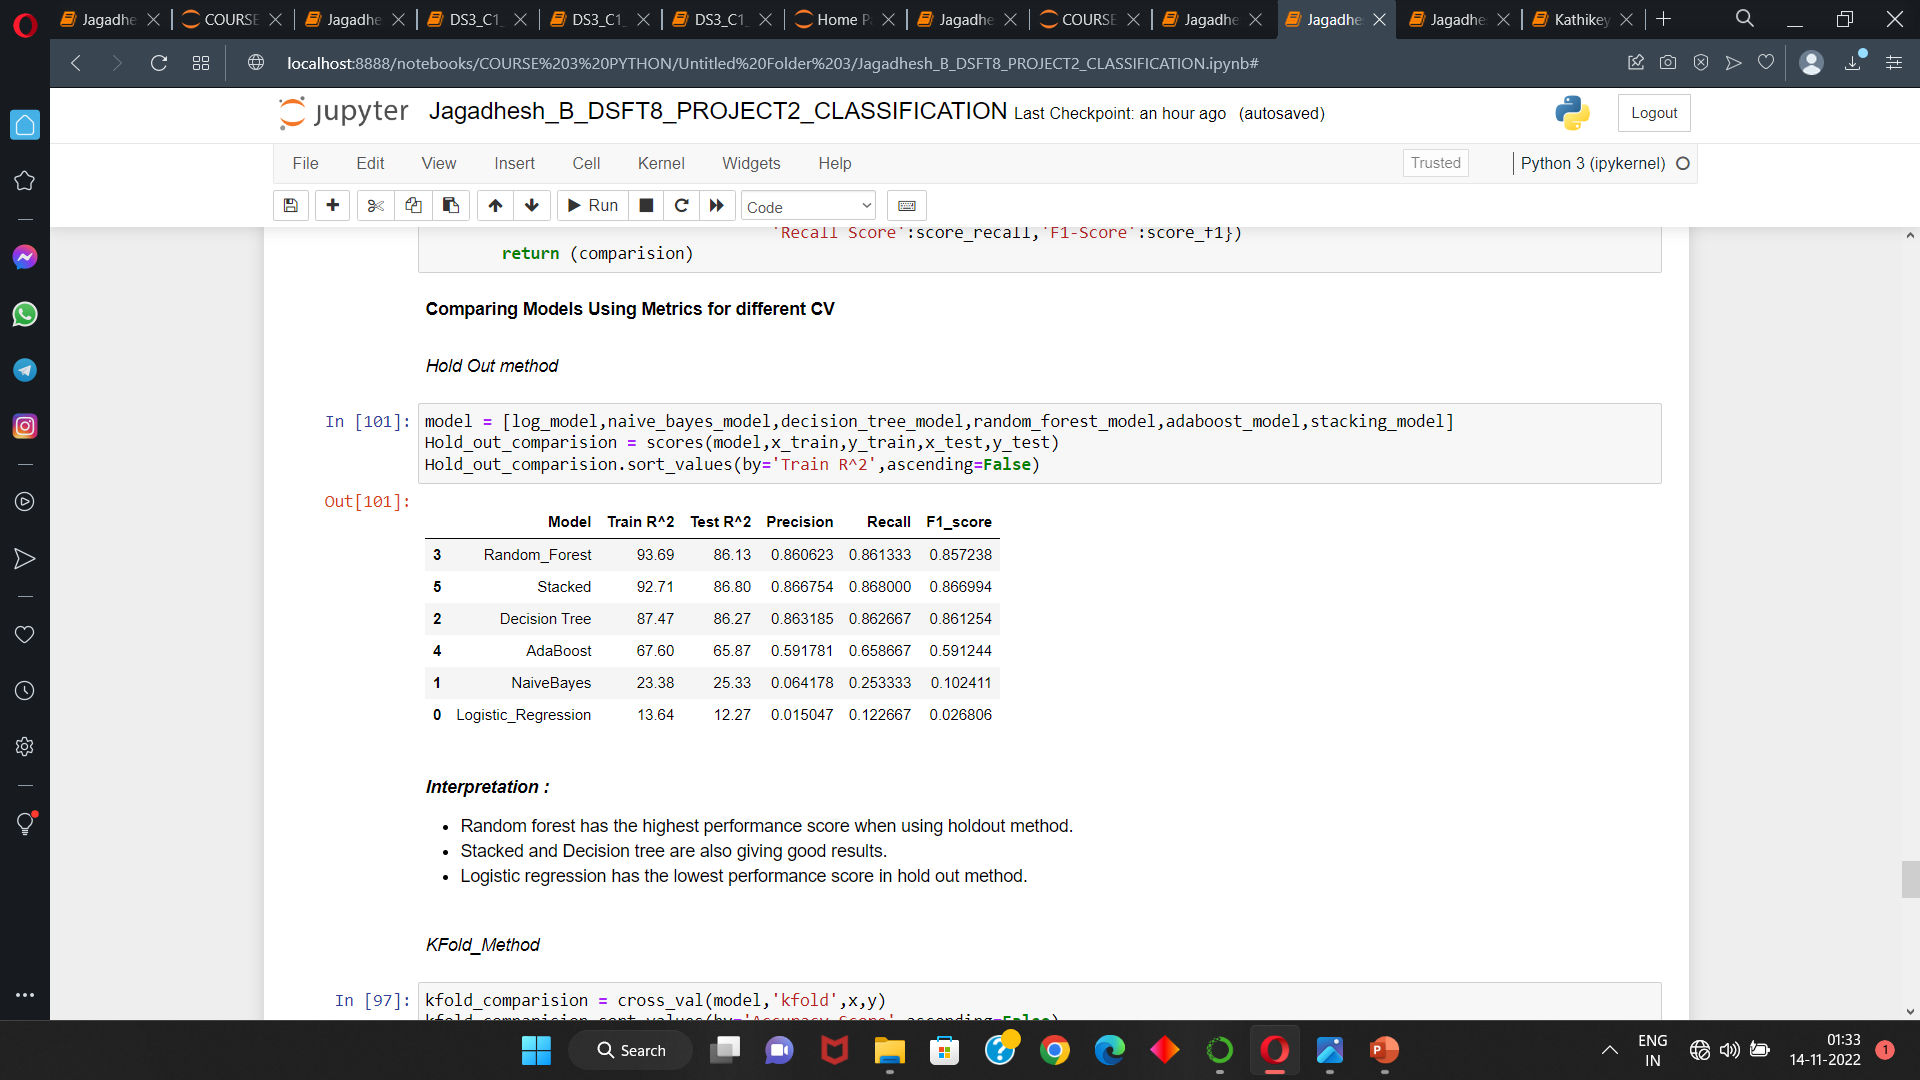 Jagadhe
COURSE
Jagadhe
DS3_C1_
DS3_C1_
DS3_C1_
Home P
Jagadhe
COURSE
Jagadhe
Jagadhe
Jagadhe
Kathikey
localhost:8888/notebooks/COURSE%203%20PYTHON/Untitled%20Folder%203/Jagadhesh_B_DSFT8_PROJECT2_CLASSIFICATION.ipynb#
jupyter Jagadhesh_B_DSFT8_PROJECT2_CLASSIFICATION Last Checkpoint: an hour ago (autosaved)
Logout
File Edit View Insert Cell Kernel Widgets Help
Trusted
Python 3 (ipykernel)
Run
Code
'Recall Score':score_recall,'F1-Score':score_f1})
return (comparision)
Comparing Models Using Metrics for different CV
Hold Out method
In [101]: model = [log_model,naive_bayes_model,decision_tree_model,random_forest_model,adaboost_model,stacking_model]
Hold_out_comparision = scores(model,x_train,y_train,x_test,y_test)
Hold_out_comparision.sort_values(by='Train R^2',ascending=False)
Out[101]:
Model Train R^2 Test R^2 Precision Recall F1_score
3 Random_Forest 93.69 86.13 0.860623 0.861333 0.857238
5 Stacked 92.71 86.80 0.866754 0.868000 0.866994
2 Decision Tree 87.47 86.27 0.863185 0.862667 0.861254
4 AdaBoost 67.60 65.87 0.591781 0.658667 0.591244
1 NaiveBayes 23.38 25.33 0.064178 0.253333 0.102411
0 Logistic_Regression 13.64 12.27 0.015047 0.122667 0.026806
Interpretation :
• Random forest has the highest performance score when using holdout method.
• Stacked and Decision tree are also giving good results.
• Logistic regression has the lowest performance score in hold out method.
KFold_Method
In [97]: kfold_comparision = cross_val(model,'kfold',x,y)
kfold_comparision.sort_values(by='Accuracy Score',ascending=False)
Search
ENG
IN
01:33
14-11-2022
1